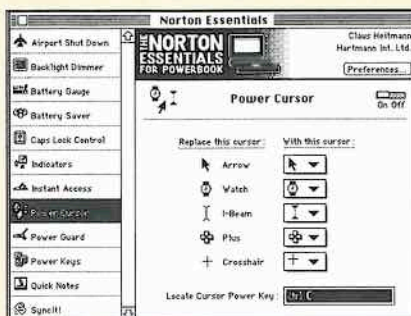 Norton Essentials
Airport Shut Down
Backlight Dimmer
Battery Gauge
Battery Saver
Caps Lock Control
Indicators
Instant Access
Power Cursor
Power Guard
Power Keys
Quick Notes
SyncIt!
THE NORTON
ESSENTIALS
FOR POWERBOOK
Claus Heitmann
Hartmann Int. Ltd.
Preferences...
Power Cursor
On Off
Replace this cursor: With this cursor:
Arrow
Watch
I-Beam
Plus
Crosshair
Locate Cursor Power Key: C